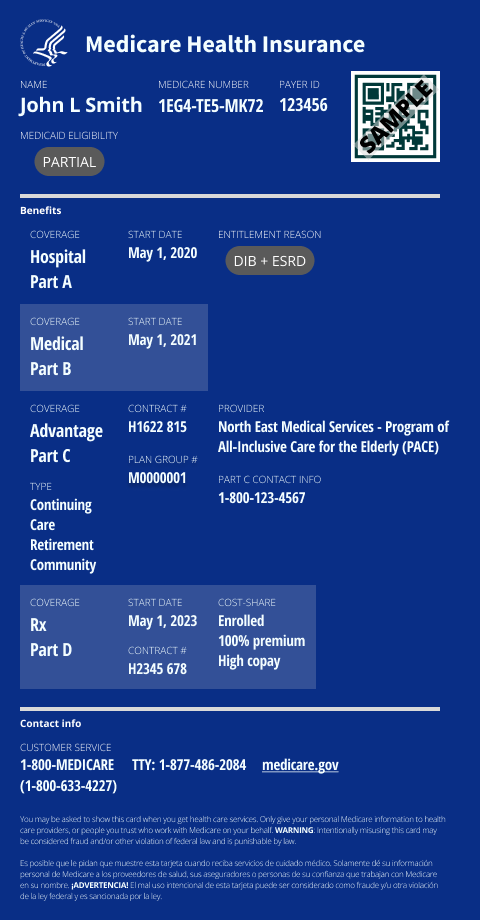 Medicare Health Insurance
NAME
John L Smith
MEDICARE NUMBER
1EG4-TE5-MK72
PAYER ID
123456
SAMPLE
MEDICAID ELIGIBILITY
PARTIAL
Benefits
COVERAGE
Hospital
Part A
START DATE
May 1, 2020
ENTITLEMENT REASON
DIB + ESRD
COVERAGE
Medical
Part B
START DATE
May 1, 2021
COVERAGE
Advantage
Part C
TYPE
Continuing
Care
Retirement
Community
CONTRACT #
H1622 815
PLAN GROUP #
M0000001
PROVIDER
North East Medical Services - Program of
All-Inclusive Care for the Elderly (PACE)
PART C CONTACT INFO
1-800-123-4567
COVERAGE
Rx
Part D
START DATE
May 1, 2023
CONTRACT #
H2345 678
COST-SHARE
Enrolled
100% premium
High copay
Contact info
CUSTOMER SERVICE
1-800-MEDICARE
(1-800-633-4227)
TTY: 1-877-486-2084
medicare.gov
You may be asked to show this card when you get health care services. Only give your personal Medicare information to health
care providers, or people you trust who work with Medicare on your behalf. WARNING: Intentionally misusing this card may
be considered fraud and/or other violation of federal law and is punishable by law.
Es posible que le pidan que muestre esta tarjeta cuando reciba servicios de cuidado médico. Solamente dé su información
personal de Medicare a los proveedores de salud, sus aseguradores o personas de su confianza que trabajan con Medicare
en su nombre. ¡ADVERTENCIA! El mal uso intencional de esta tarjeta puede ser considerado como fraude y/u otra violación
de la ley federal y es sancionada por la ley.